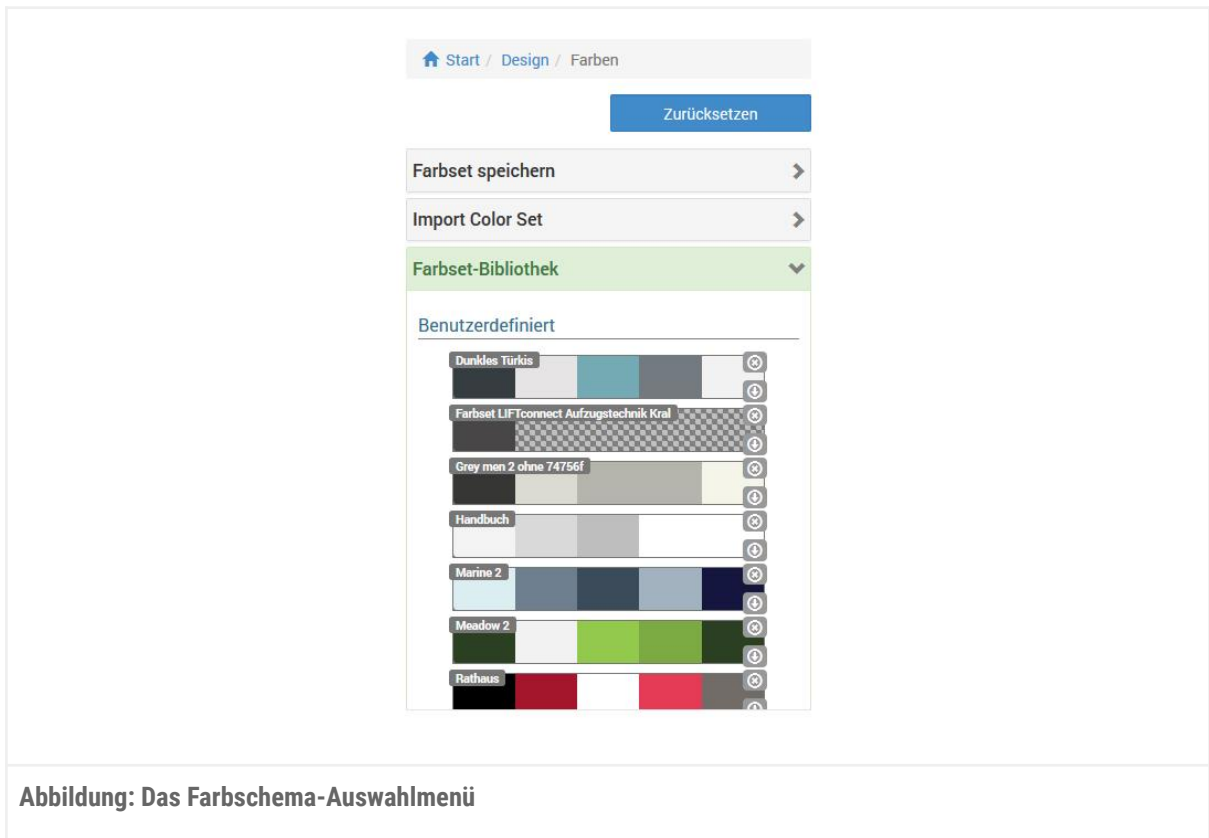 Start / Design / Farben
Zurücksetzen
Farbset speichern
Import Color Set
Farbset-Bibliothek
Benutzerdefiniert
Dunkles Türkis
Farbset LIFTconnect Aufzugstechnik Kral
Grey men 2 ohne 74756f
Handbuch
Marine 2
Meadow 2
Rathaus
Abbildung: Das Farbschema-Auswahlmenü